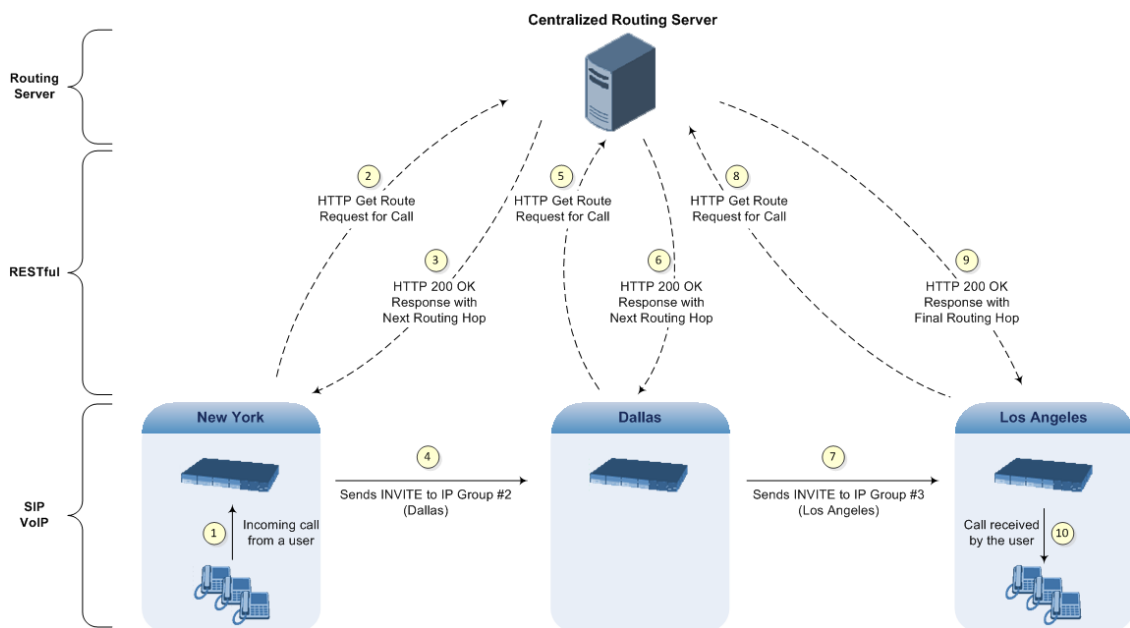 Centralized Routing Server
Routing
Server
2
HTTP Get Route
Request for Call
5
HTTP Get Route
Request for Call
8
HTTP Get Route
Request for Call
RESTful
3
HTTP 200 OK
Response with
Next Routing Hop
6
HTTP 200 OK
Response with
Next Routing Hop
9
HTTP 200 OK
Response with
Final Routing Hop
New York
Dallas
Los Angeles
4
Sends INVITE to IP Group #2
(Dallas)
7
Sends INVITE to IP Group #3
(Los Angeles)
SIP
VoIP
1
Incoming call
from a user
Call received
by the user
10